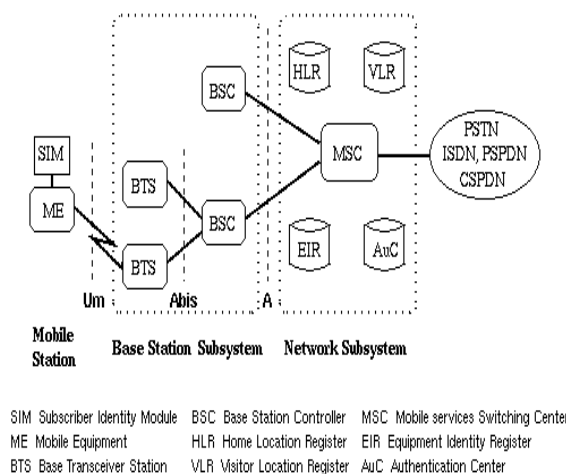 HLR
VLR
BSC
PSTN
ISDN, PSPDN
CSPDN
MSC
SIM
BTS
ME
BSC
EIR
AuC
BTS
Um
Abis
A
Mobile
Station
Base Station Subsystem
Network Subsystem
SIM Subscriber Identity Module
BSC Base Station Controller
MSC Mobile services Switching Center
ME Mobile Equipment
HLR Home Location Register
EIR Equipment Identity Register
BTS Base Transceiver Station
VLR Visitor Location Register
AuC Authentication Center